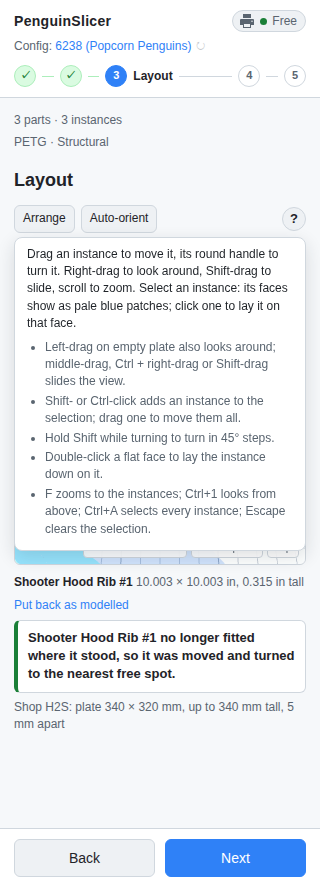 PenguinSlicer
Free
Config: 6238 (Popcorn Penguins)
3 Layout 4 5
3 parts · 3 instances
PETG · Structural
Layout
Arrange Auto-orient ?
Drag an instance to move it, its round handle to
turn it. Right-drag to look around, Shift-drag to
slide, scroll to zoom. Select an instance: its faces
show as pale blue patches; click one to lay it on
that face.
• Left-drag on empty plate also looks around;
middle-drag, Ctrl + right-drag or Shift-drag
slides the view.
• Shift- or Ctrl-click adds an instance to the
selection; drag one to move them all.
• Hold Shift while turning to turn in 45° steps.
• Double-click a flat face to lay the instance
down on it.
• F zooms to the instances; Ctrl+1 looks from
above; Ctrl+A selects every instance; Escape
clears the selection.
Shooter Hood Rib #1 10.003 × 10.003 in, 0.315 in tall
Put back as modelled
Shooter Hood Rib #1 no longer fitted
where it stood, so it was moved and turned
to the nearest free spot.
Shop H2S: plate 340 × 320 mm, up to 340 mm tall, 5
mm apart
Back Next